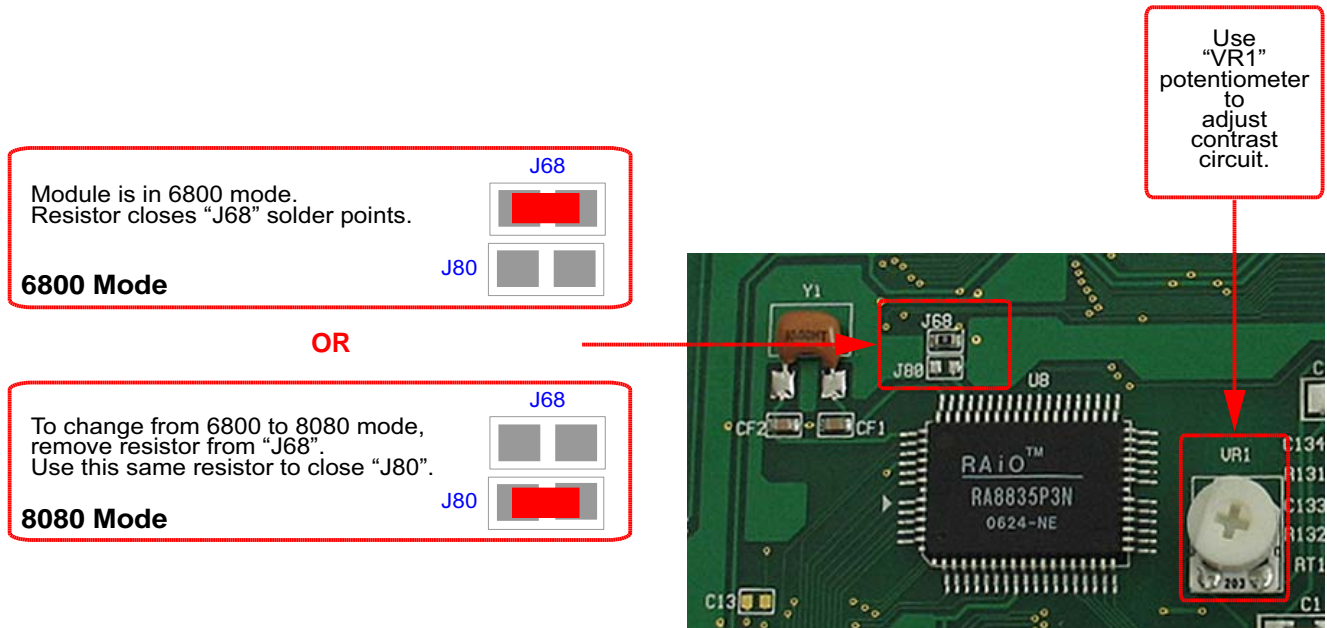 Use
“VR1”
potentiometer
to
adjust
contrast
circuit.
J68
Module is in 6800 mode.
Resistor closes “J68” solder points.
J80
6800 Mode
OR
J68
To change from 6800 to 8080 mode,
remove resistor from “J68”.
Use this same resistor to close “J80”.
J80
8080 Mode
Y1
J68
J80
U8
CF2
CF1
RAiO™
RA8835P3N
0624-NE
VR1
203
C134
R131
C133
R132
RT1
C13
C1